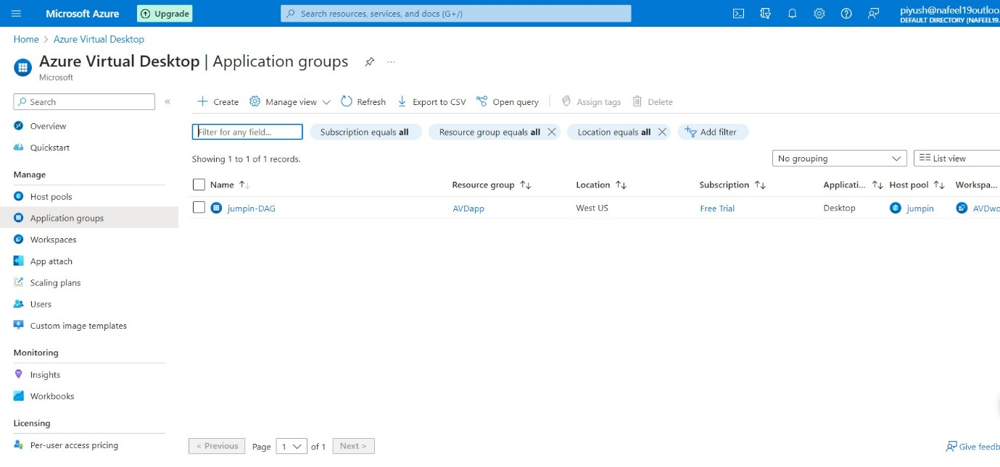 Microsoft Azure
Upgrade
Search resources, services, and docs (G+/)
piyush@nafeel19outloo
DEFAULT DIRECTORY (NAFEEL19.
Home > Azure Virtual Desktop
Azure Virtual Desktop | Application groups
Microsoft
Search
Create
Manage view
Refresh
Export to CSV
Open query
Assign tags
Delete
Overview
Quickstart
Manage
Host pools
Application groups
Workspaces
App attach
Scaling plans
Users
Custom image templates
Monitoring
Insights
Workbooks
Licensing
Per-user access pricing
Filter for any field...
Subscription equals all
Resource group equals all
Location equals all
Add filter
Showing 1 to 1 of 1 records.
No grouping
List view
Name Resource group Location Subscription Applicati... Host pool Workspa...
jumpin-DAG AVDapp West US Free Trial Desktop jumpin AVDwo
< Previous Page 1 of 1 Next >
Give feedb